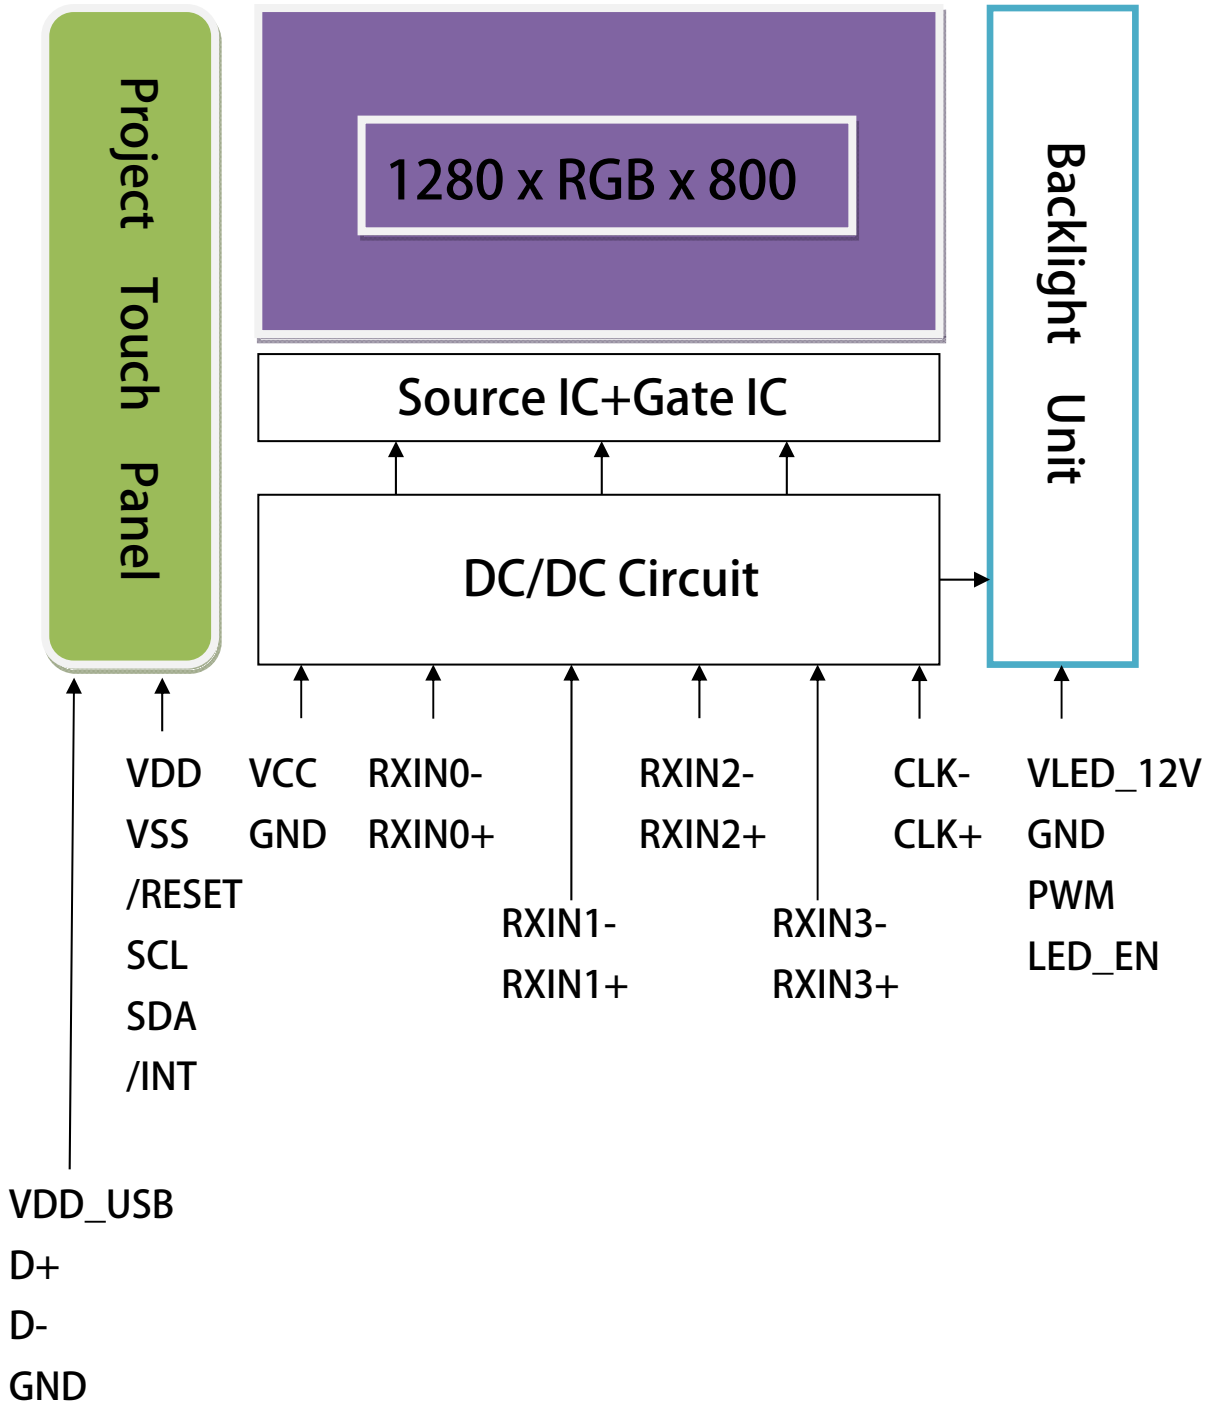 Project Touch Panel
1280 x RGB x 800
Backlight Unit
Source IC+Gate IC
DC/DC Circuit
VDD
VSS
/RESET
SCL
SDA
/INT
VCC
GND
RXIN0-
RXIN0+
RXIN1-
RXIN1+
RXIN2-
RXIN2+
RXIN3-
RXIN3+
CLK-
CLK+
VLED_12V
GND
PWM
LED_EN
VDD_USB
D+
D-
GND